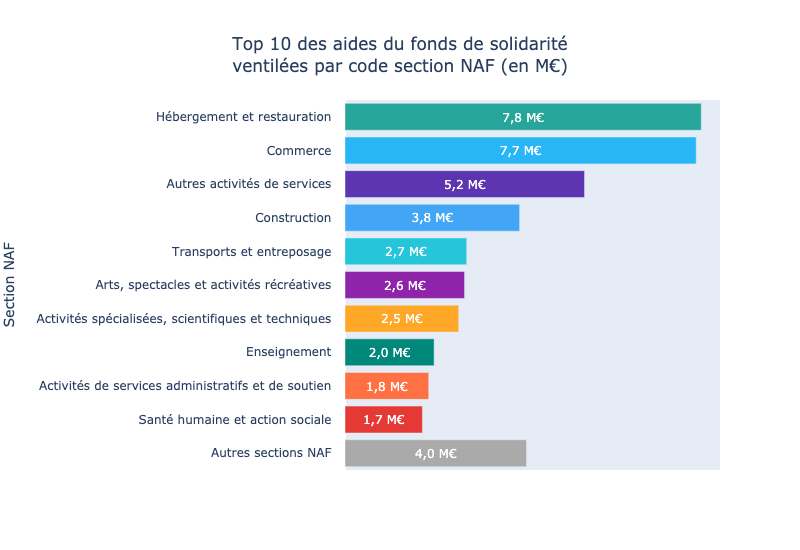 Top 10 des aides du fonds de solidarité
ventilées par code section NAF (en M€)
Section NAF
Hébergement et restauration 7,8 M€
Commerce 7,7 M€
Autres activités de services 5,2 M€
Construction 3,8 M€
Transports et entreposage 2,7 M€
Arts, spectacles et activités récréatives 2,6 M€
Activités spécialisées, scientifiques et techniques 2,5 M€
Enseignement 2,0 M€
Activités de services administratifs et de soutien 1,8 M€
Santé humaine et action sociale 1,7 M€
Autres sections NAF 4,0 M€